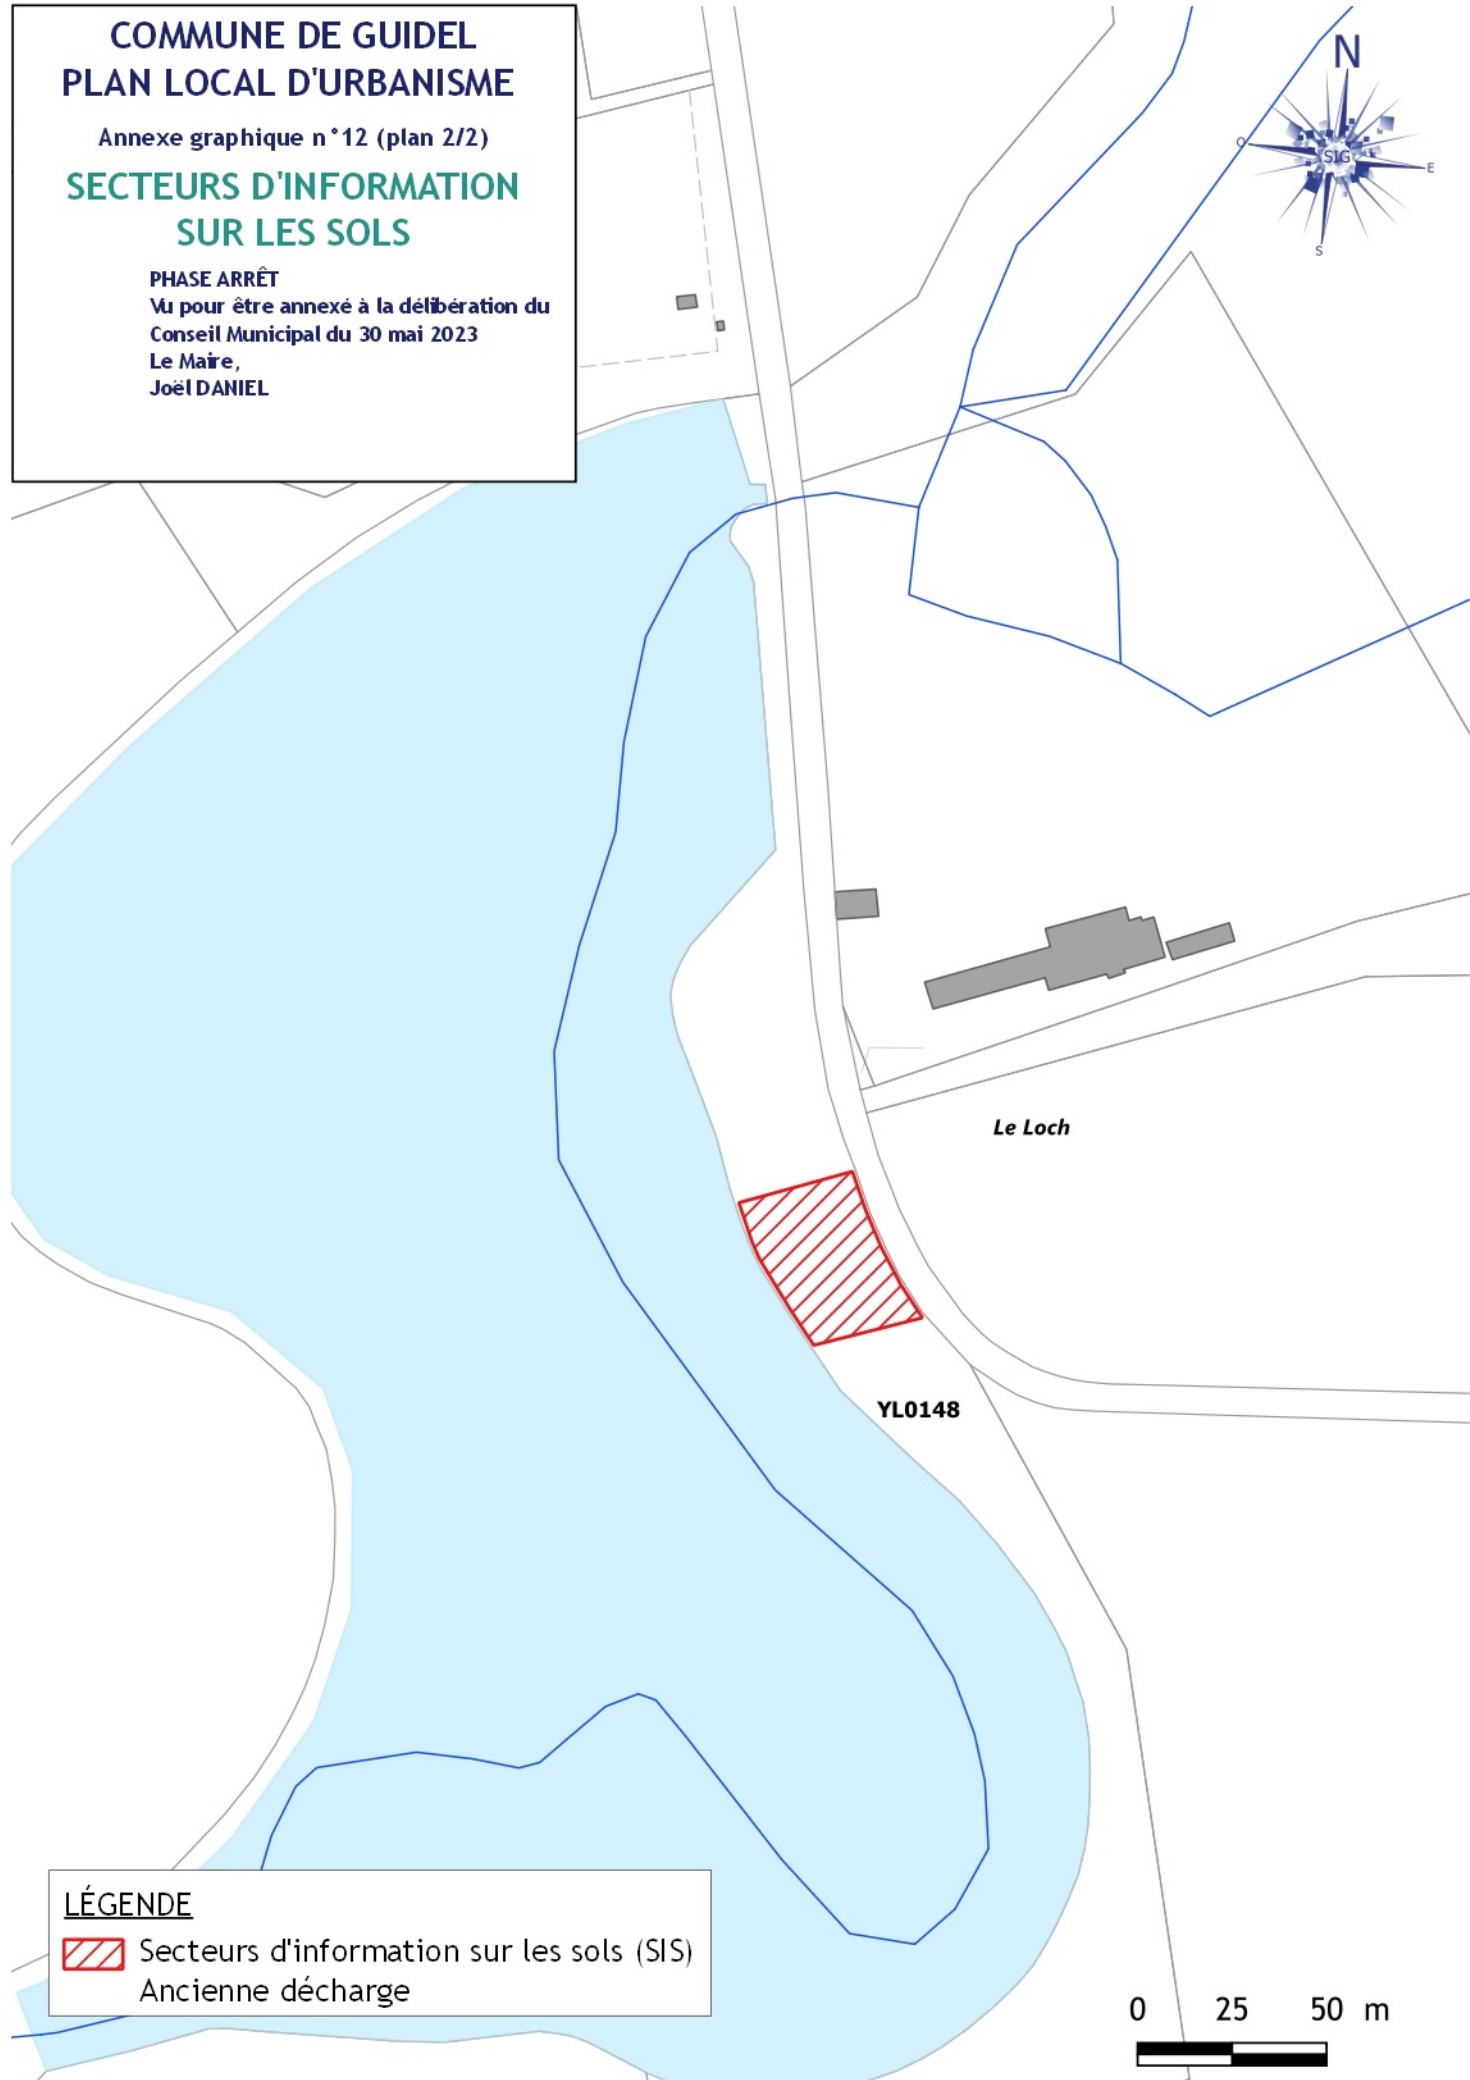 COMMUNE DE GUIDEL
PLAN LOCAL D'URBANISME
Annexe graphique n°12 (plan 2/2)
SECTEURS D'INFORMATION
SUR LES SOLS
PHASE ARRÊT
Vu pour être annexé à la délibération du
Conseil Municipal du 30 mai 2023
Le Maire,
Joël DANIEL
N
O
SIG
E
S
Le Loch
YL0148
LÉGENDE
Secteurs d'information sur les sols (SIS)
Ancienne décharge
0 25 50 m